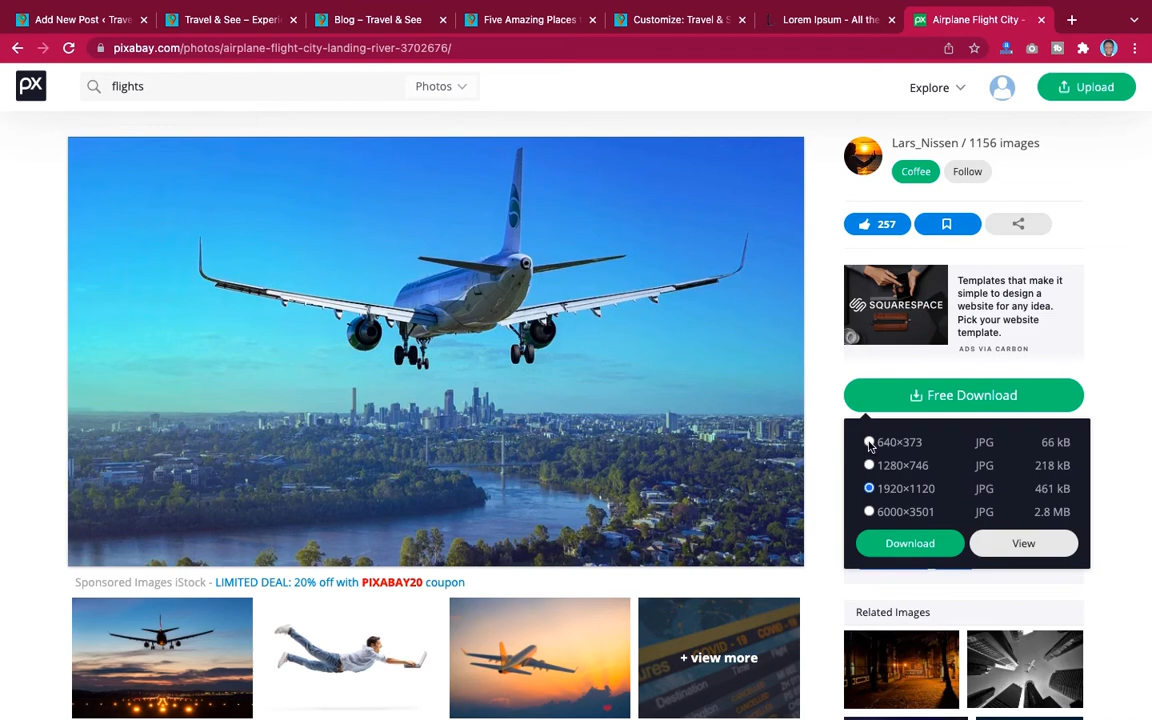 Add New Post ‹ Trave
Travel & See – Experi
Blog – Travel & See
Five Amazing Places
Customize: Travel & S
Lorem Ipsum - All the
Airplane Flight City -
pixabay.com/photos/airplane-flight-city-landing-river-3702676/
px
flights
Photos
Explore
Upload
Lars_Nissen / 1156 images
Coffee
Follow
257
SQUARESPACE
Templates that make it
simple to design a
website for any idea.
Pick your website
template.
ADS VIA CARBON
Free Download
640×373 JPG 66 kB
1280×746 JPG 218 kB
1920×1120 JPG 461 kB
6000×3501 JPG 2.8 MB
Download
View
Sponsored Images iStock - LIMITED DEAL: 20% off with PIXABAY20 coupon
+ view more
COVID - 19
Destination
Related Images